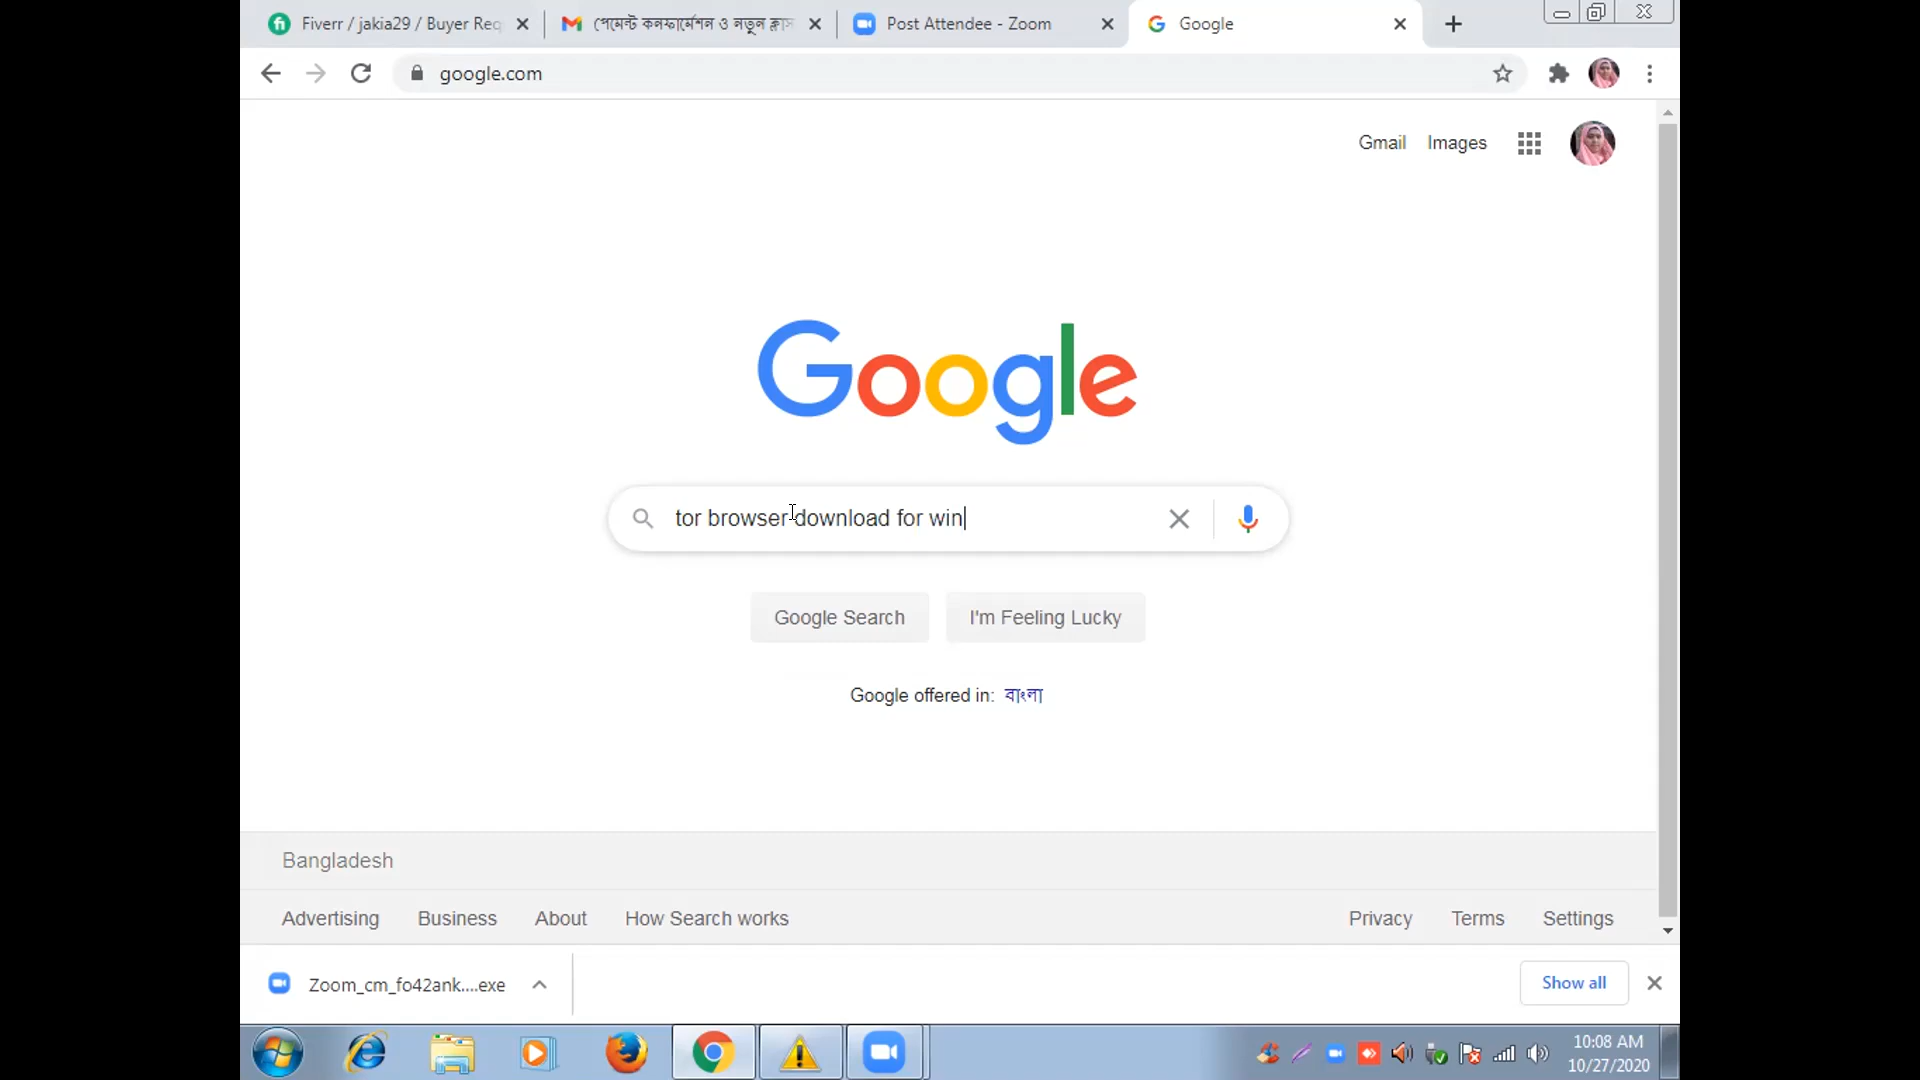 Fiverr / jakia29 / Buyer Req
পেমেন্ট কনফার্মেশন ও নতুন ক্লাস
Post Attendee - Zoom
Google
google.com
Gmail
Images
Google
tor browser download for win
Google Search
I'm Feeling Lucky
Google offered in: বাংলা
Bangladesh
Advertising
Business
About
How Search works
Privacy
Terms
Settings
Zoom_cm_fo42ank....exe
Show all
10:08 AM
10/27/2020